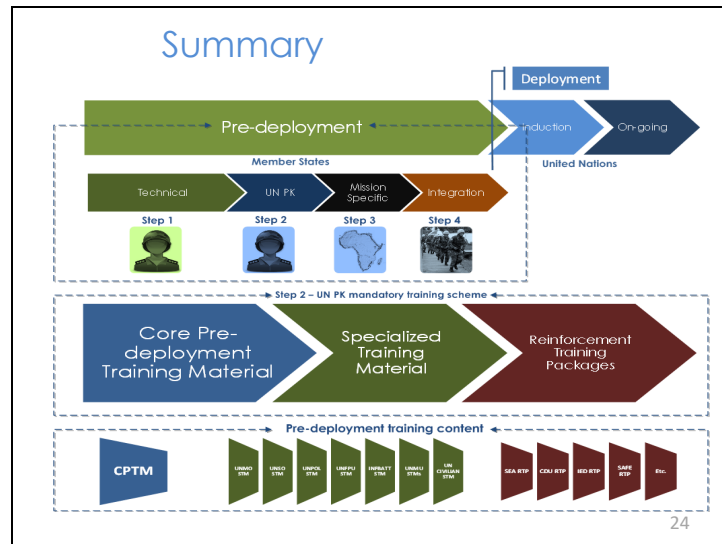 Summary
Deployment
Pre-deployment
Induction
On-going
Member States
United Nations
Technical
UN PK
Mission
Specific
Integration
Step 1
Step 2
Step 3
Step 4
Step 2 – UN PK mandatory training scheme
Core Pre-
deployment
Training Material
Specialized
Training
Material
Reinforcement
Training
Packages
Pre-deployment training content
CPTM
UNMO
STM
UNSO
STM
UNPOL
STM
UNFPU
STM
INFBATT
STM
UNMU
STMs
UN
CIVILIAN
STM
SEA RTP
CDU RTP
IED RTP
SAFE
RTP
Etc.
24